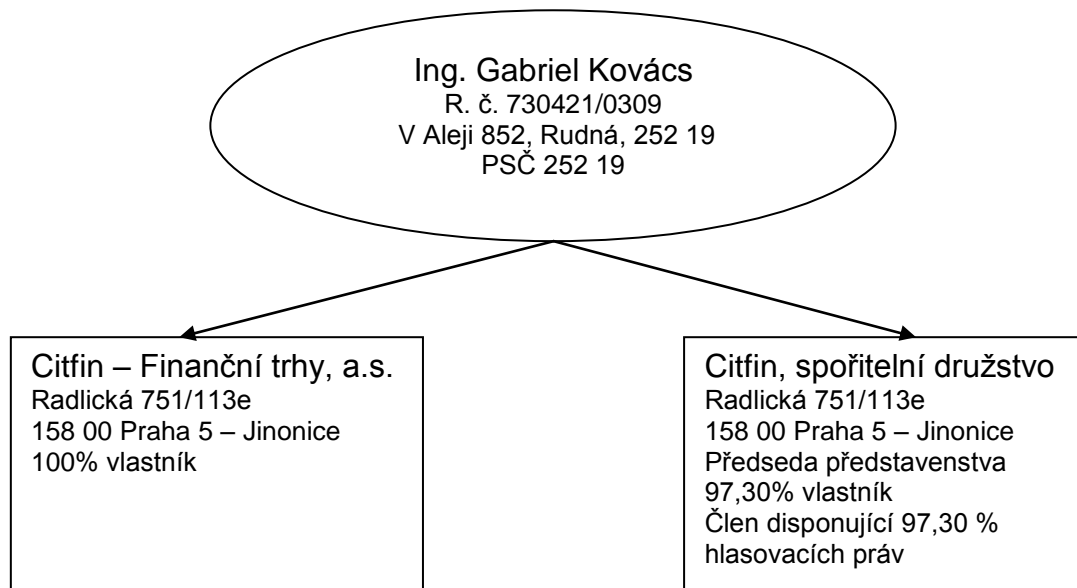 Ing. Gabriel Kovács
R. č. 730421/0309
V Aleji 852, Rudná, 252 19
PSČ 252 19
Citfin – Finanční trhy, a.s.
Radlická 751/113e
158 00 Praha 5 – Jinonice
100% vlastník
Citfin, spořitelní družstvo
Radlická 751/113e
158 00 Praha 5 – Jinonice
Předseda představenstva
97,30% vlastník
Člen disponující 97,30 %
hlasovacích práv